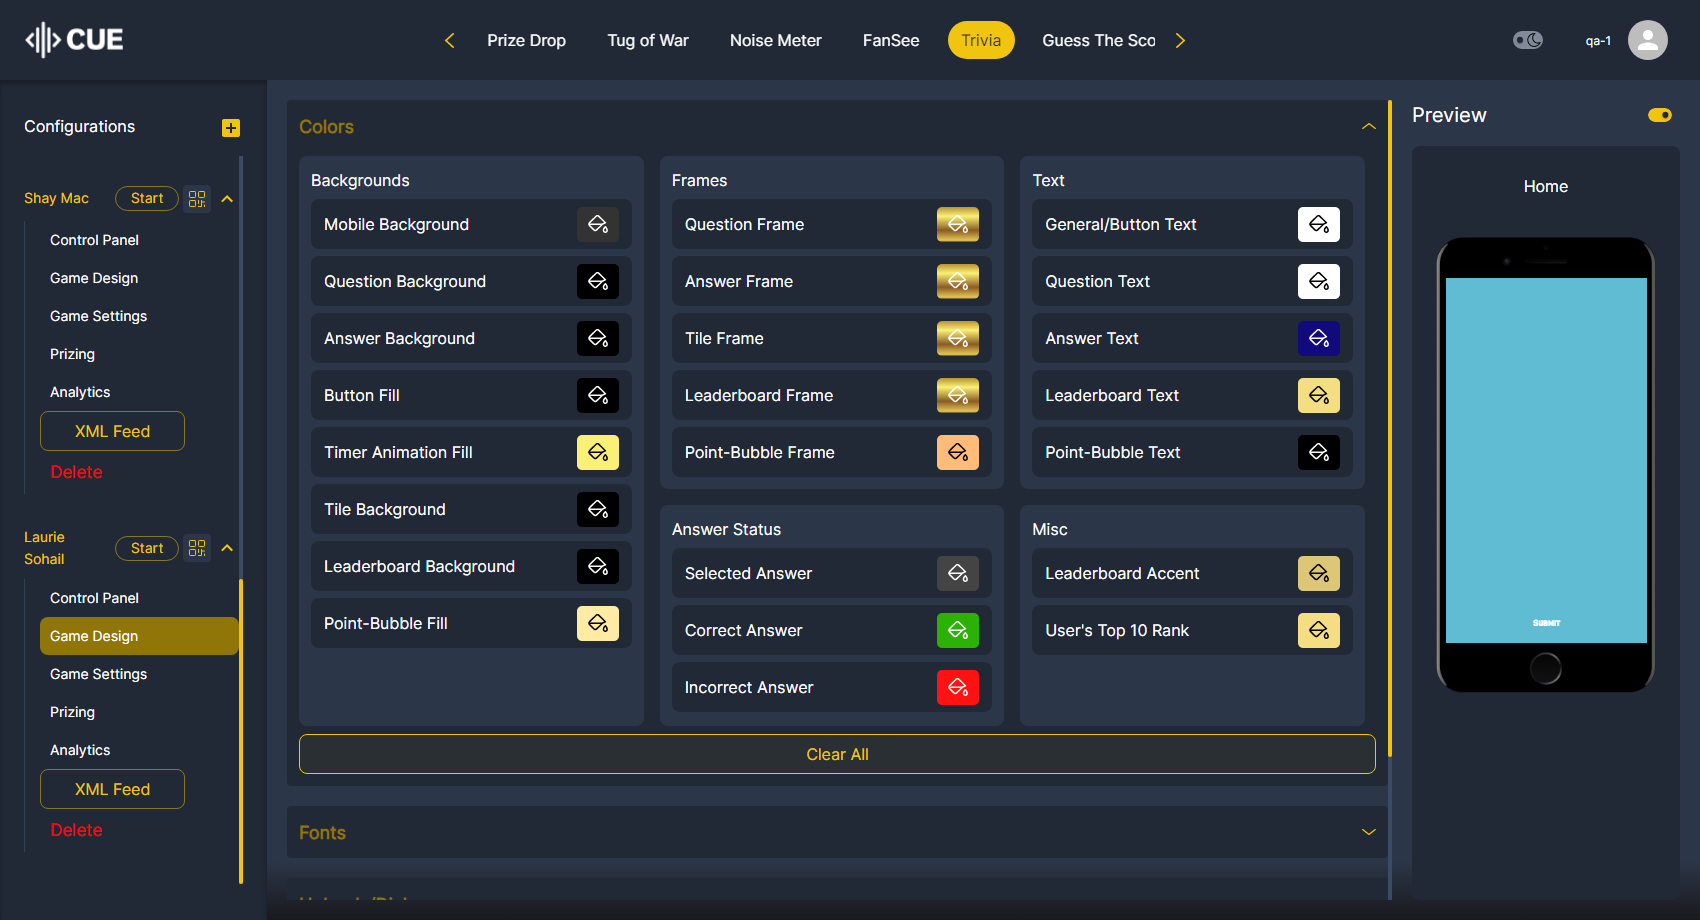 CUE
Prize Drop
Tug of War
Noise Meter
FanSee
Trivia
Guess The Sco
qa-1
Configurations
Shay Mac
Start
Control Panel
Game Design
Game Settings
Prizing
Analytics
XML Feed
Delete
Laurie
Sohail
Start
Control Panel
Game Design
Game Settings
Prizing
Analytics
XML Feed
Delete
Colors
Backgrounds
Mobile Background
Question Background
Answer Background
Button Fill
Timer Animation Fill
Tile Background
Leaderboard Background
Point-Bubble Fill
Frames
Question Frame
Answer Frame
Tile Frame
Leaderboard Frame
Point-Bubble Frame
Text
General/Button Text
Question Text
Answer Text
Leaderboard Text
Point-Bubble Text
Answer Status
Selected Answer
Correct Answer
Incorrect Answer
Misc
Leaderboard Accent
User's Top 10 Rank
Clear All
Fonts
Preview
Home
SUBMIT